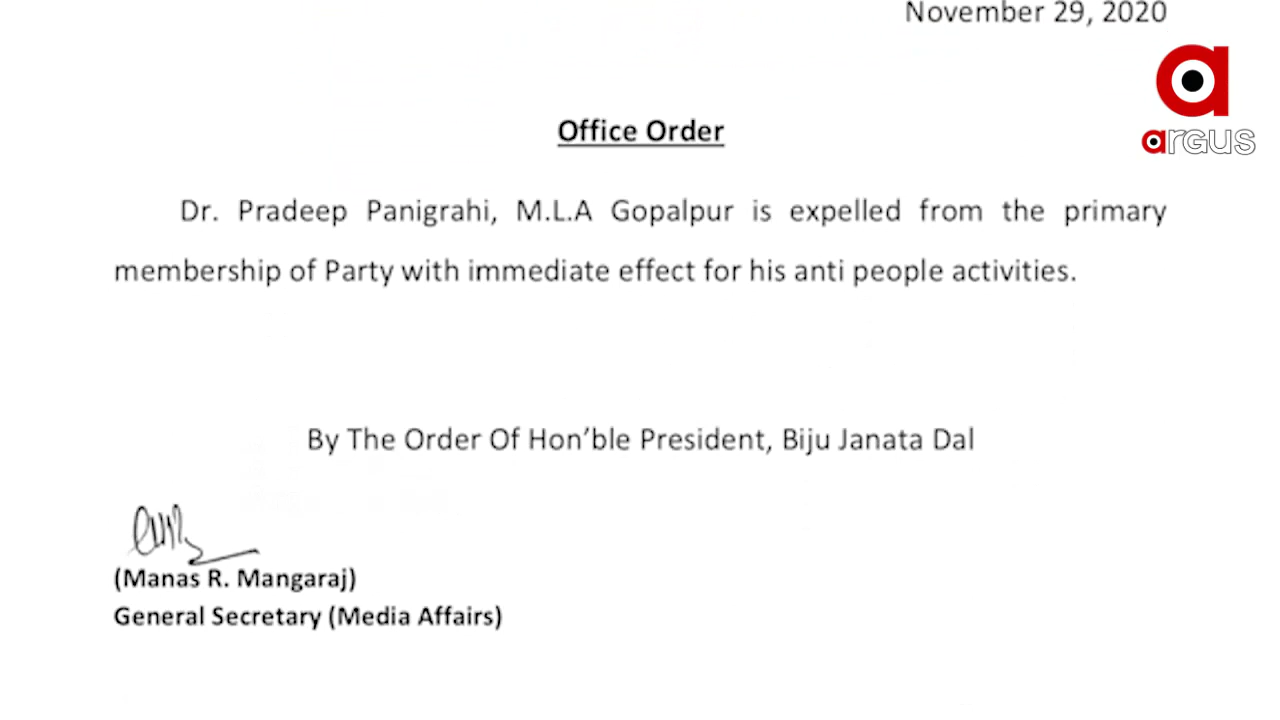 November 29, 2020
argus
Office Order
Dr. Pradeep Panigrahi, M.L.A Gopalpur is expelled from the primary
membership of Party with immediate effect for his anti people activities.
By The Order Of Hon’ble President, Biju Janata Dal
(Manas R. Mangaraj)
General Secretary (Media Affairs)